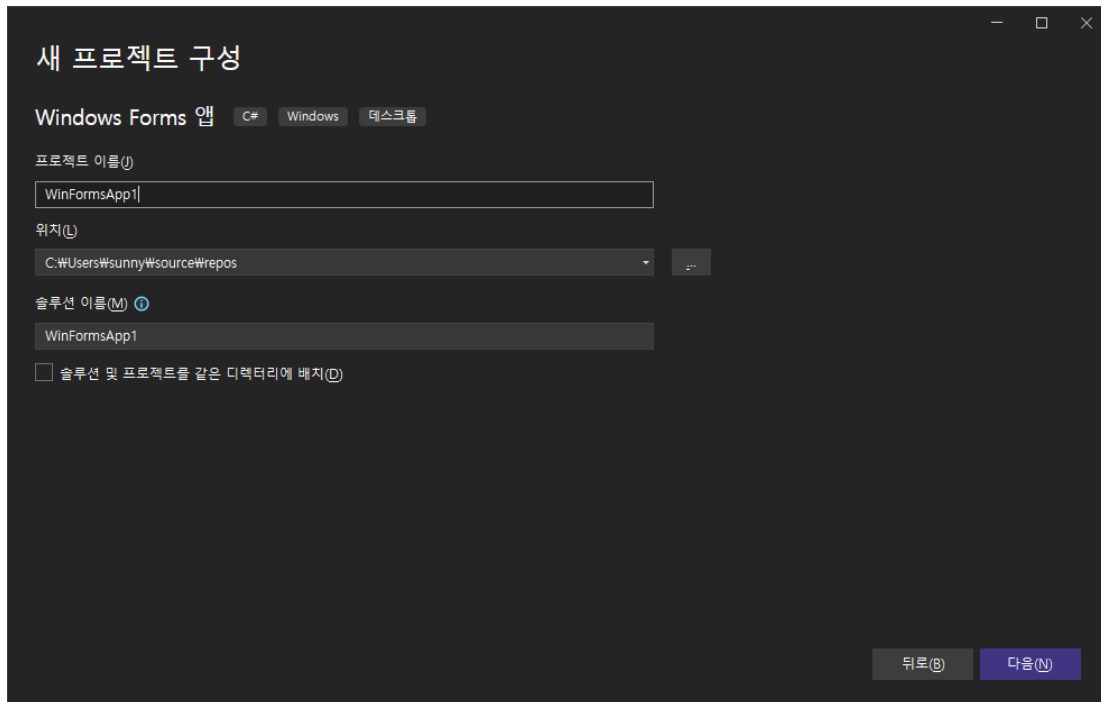 새 프로젝트 구성
Windows Forms 앱 C# Windows 데스크톱
프로젝트 이름(J)
WinFormsApp1
위치(L)
C:₩Users₩sunny₩source₩repos
...
솔루션 이름(M)
WinFormsApp1
솔루션 및 프로젝트를 같은 디렉터리에 배치(D)
뒤로(B) 다음(N)